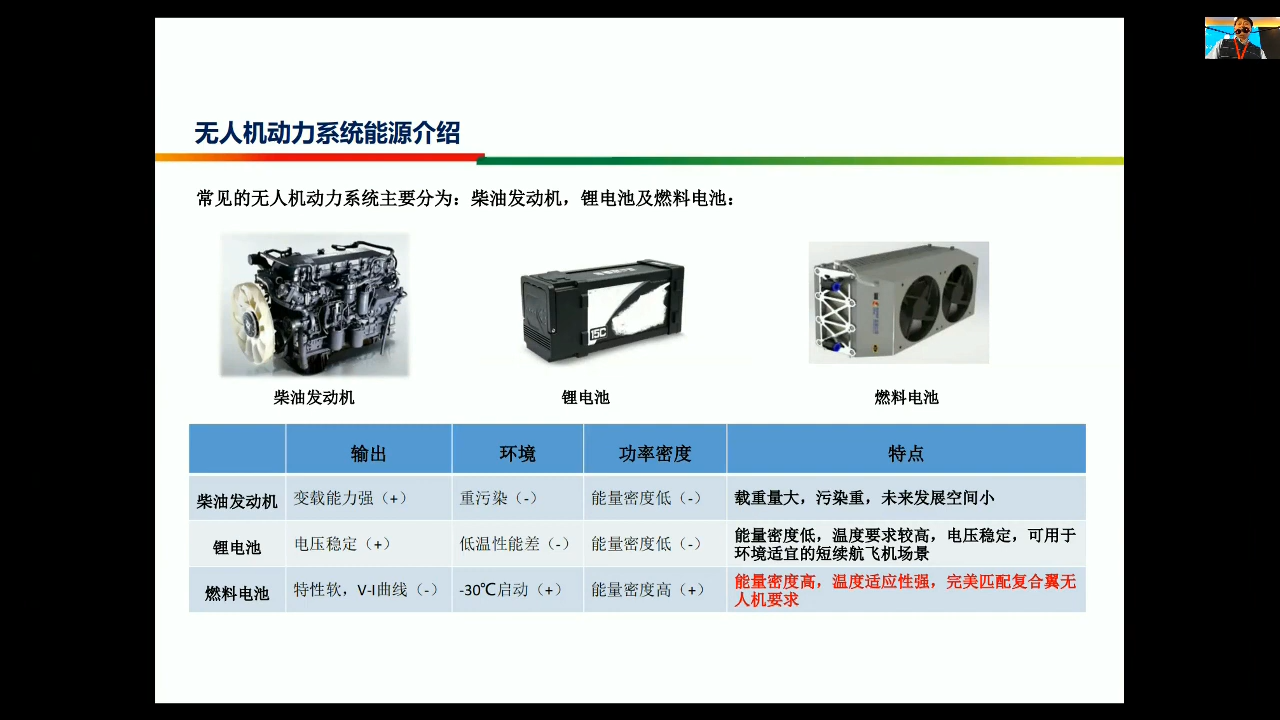 无人机动力系统能源介绍
常见的无人机动力系统主要分为：柴油发动机，锂电池及燃料电池：
15C
柴油发动机 锂电池 燃料电池
输出 环境 功率密度 特点
柴油发动机 变载能力强（+） 重污染（-） 能量密度低（-） 载重量大，污染重，未来发展空间小
锂电池 电压稳定（+） 低温性能差（-） 能量密度低（-） 能量密度低，温度要求较高，电压稳定，可用于
环境适宜的短续航飞机场景
燃料电池 特性软，V-I曲线（-） -30℃启动（+） 能量密度高（+） 能量密度高，温度适应性强，完美匹配复合翼无
人机要求